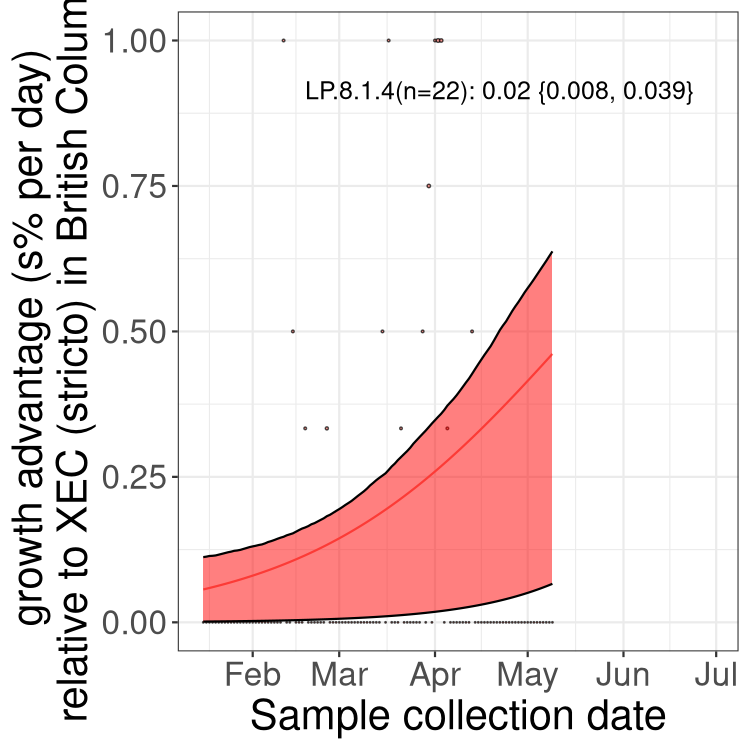 growth advantage (s% per day)
relative to XEC (stricto) in British Colum
1.00
0.75
0.50
0.25
0.00
LP.8.1.4(n=22): 0.02 {0.008, 0.039}
Feb Mar Apr May Jun Jul
Sample collection date